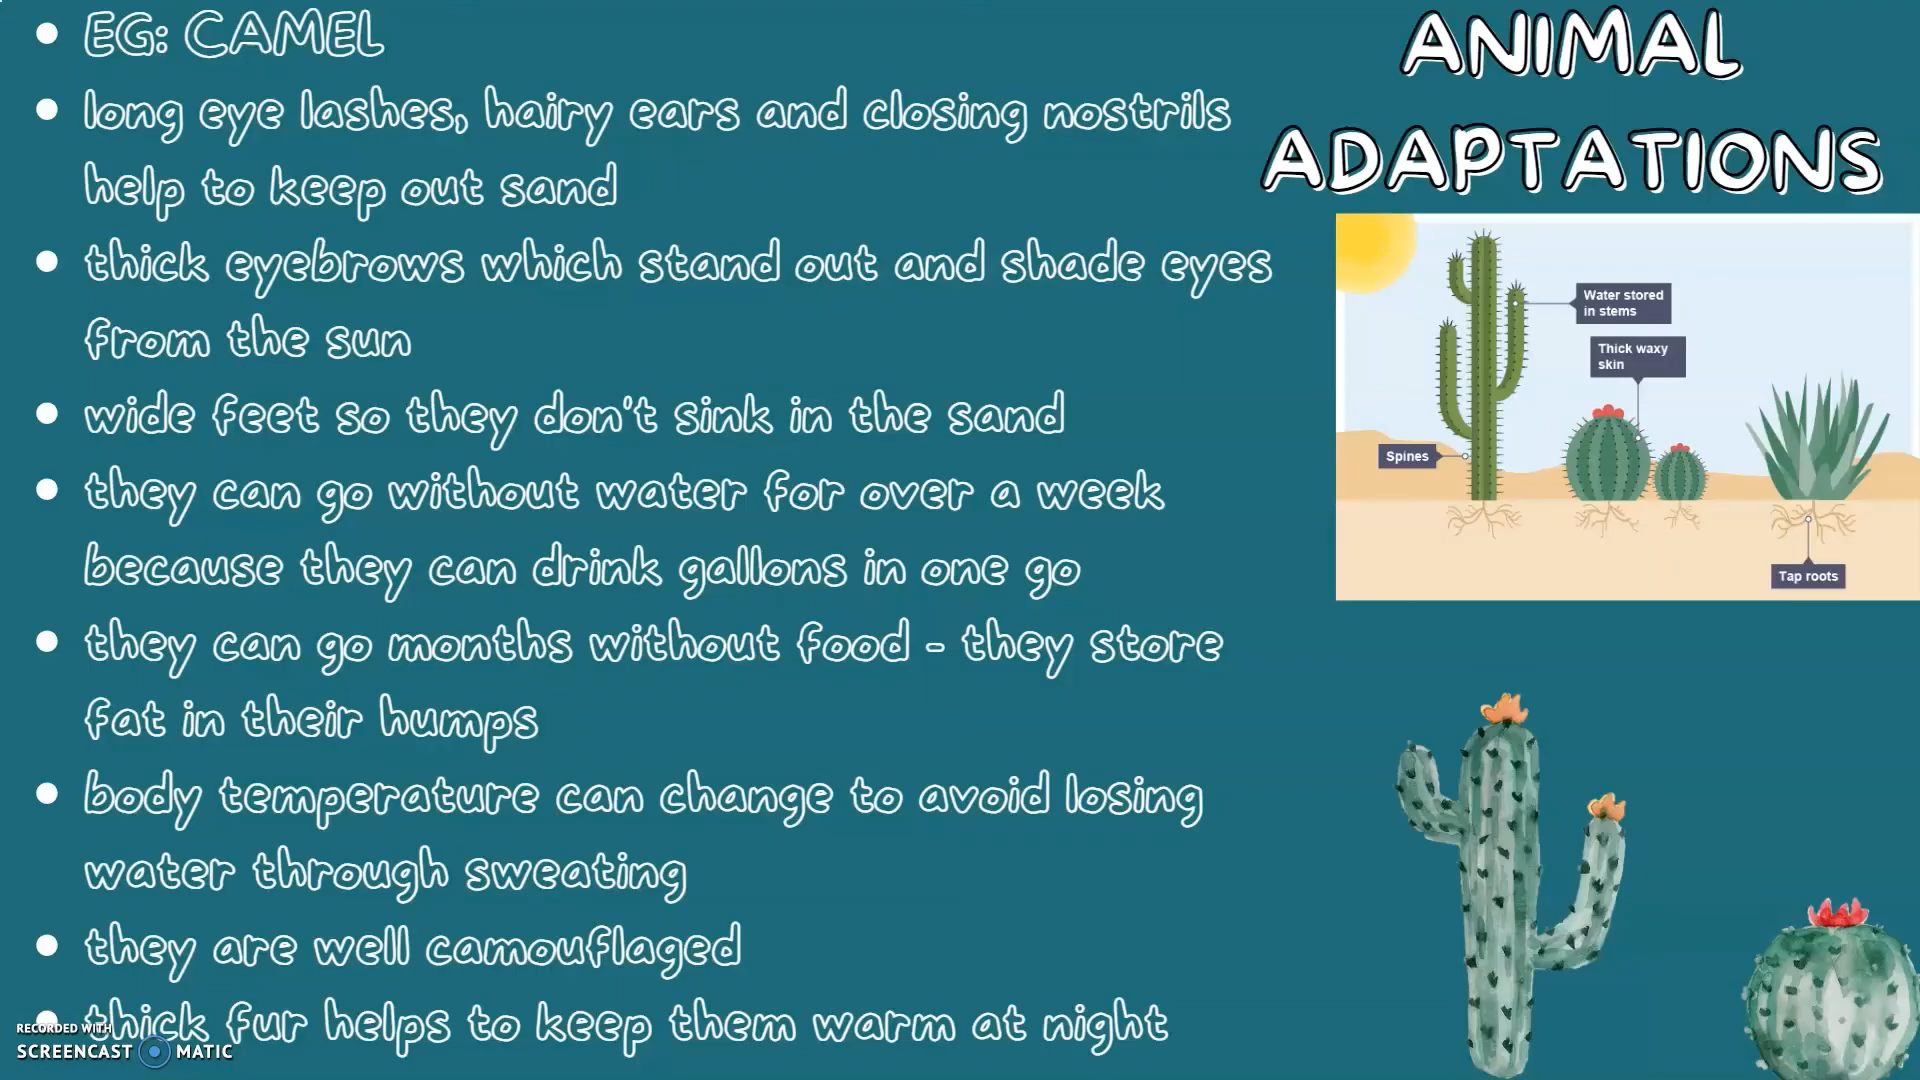 • EG: CAMEL
• long eye lashes, hairy ears and closing nostrils
help to keep out sand
• thick eyebrows which stand out and shade eyes
from the sun
• wide feet so they don't sink in the sand
• they can go without water for over a week
because they can drink gallons in one go
• they can go months without food - they store
fat in their humps
• body temperature can change to avoid losing
water through sweating
• they are well camouflaged
• thick fur helps to keep them warm at night
ANIMAL
ADAPTATIONS
Water stored
in stems
Thick waxy
skin
Spines
Tap roots
RECORDED WITH
SCREENCAST MATIC